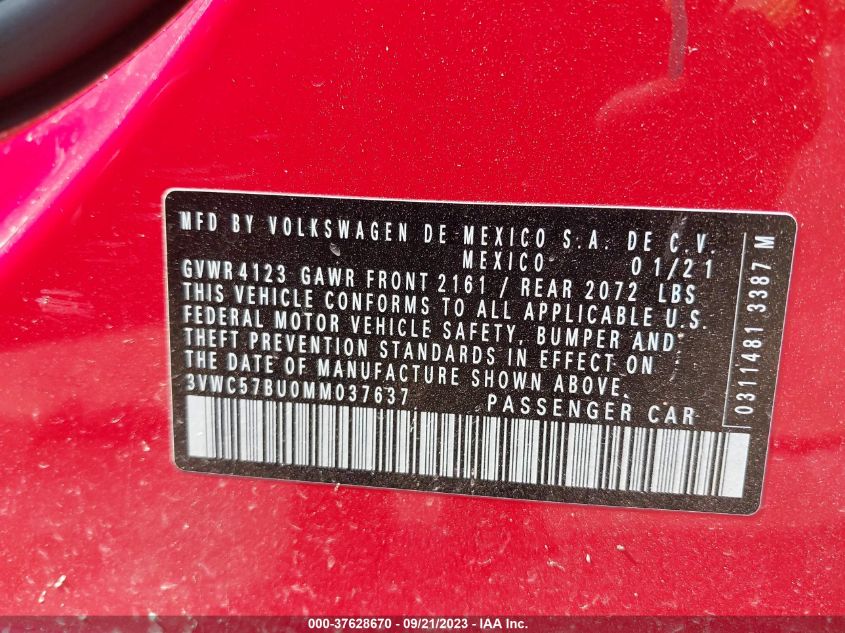 MFD BY VOLKSWAGEN DE MEXICO S.A. DE C.V.
MEXICO 01/21
GVWR 4123 GAWR FRONT 2161 / REAR 2072 LBS
THIS VEHICLE CONFORMS TO ALL APPLICABLE U.S.
FEDERAL MOTOR VEHICLE SAFETY, BUMPER AND
THEFT PREVENTION STANDARDS IN EFFECT ON
THE DATE OF MANUFACTURE SHOWN ABOVE.
3VWC57BU0MM037637 PASSENGER CAR
0311481 3387 M
000-37628670 - 09/21/2023 - IAA Inc.